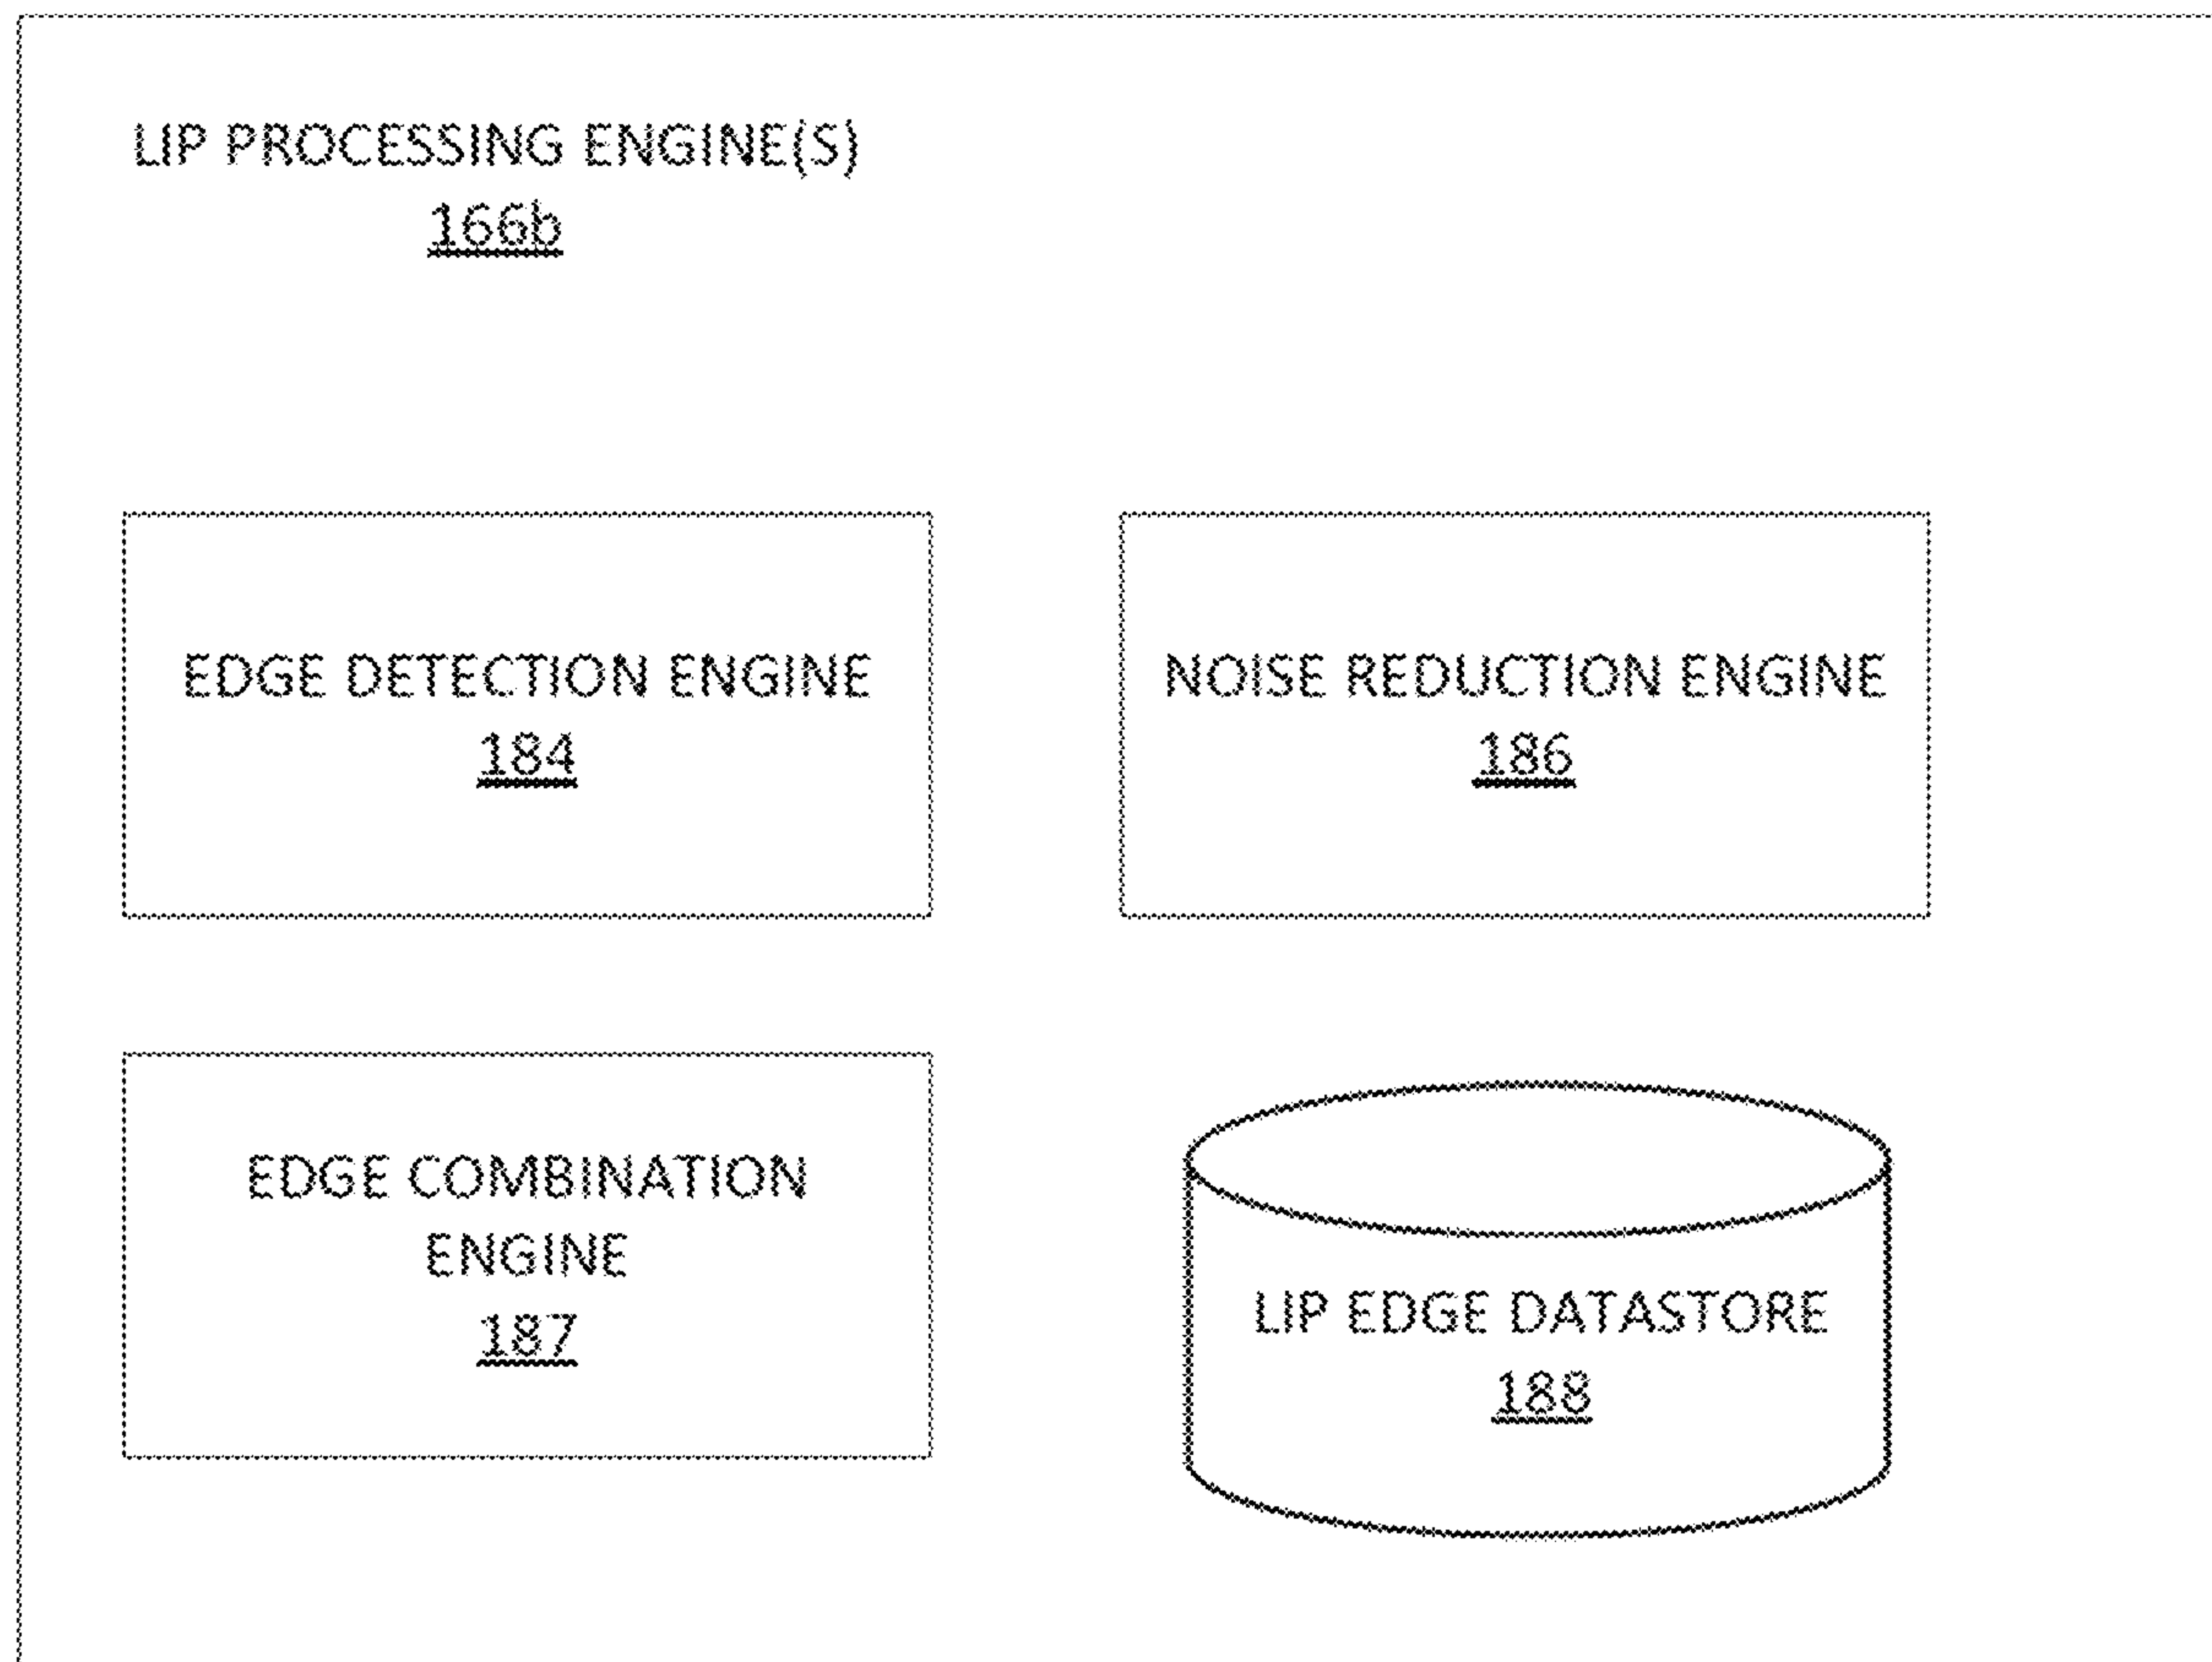 LIP PROCESSING ENGINE(S)
166b
EDGE DETECTION ENGINE
184
NOISE REDUCTION ENGINE
186
EDGE COMBINATION
ENGINE
187
LIP EDGE DATASTORE
188